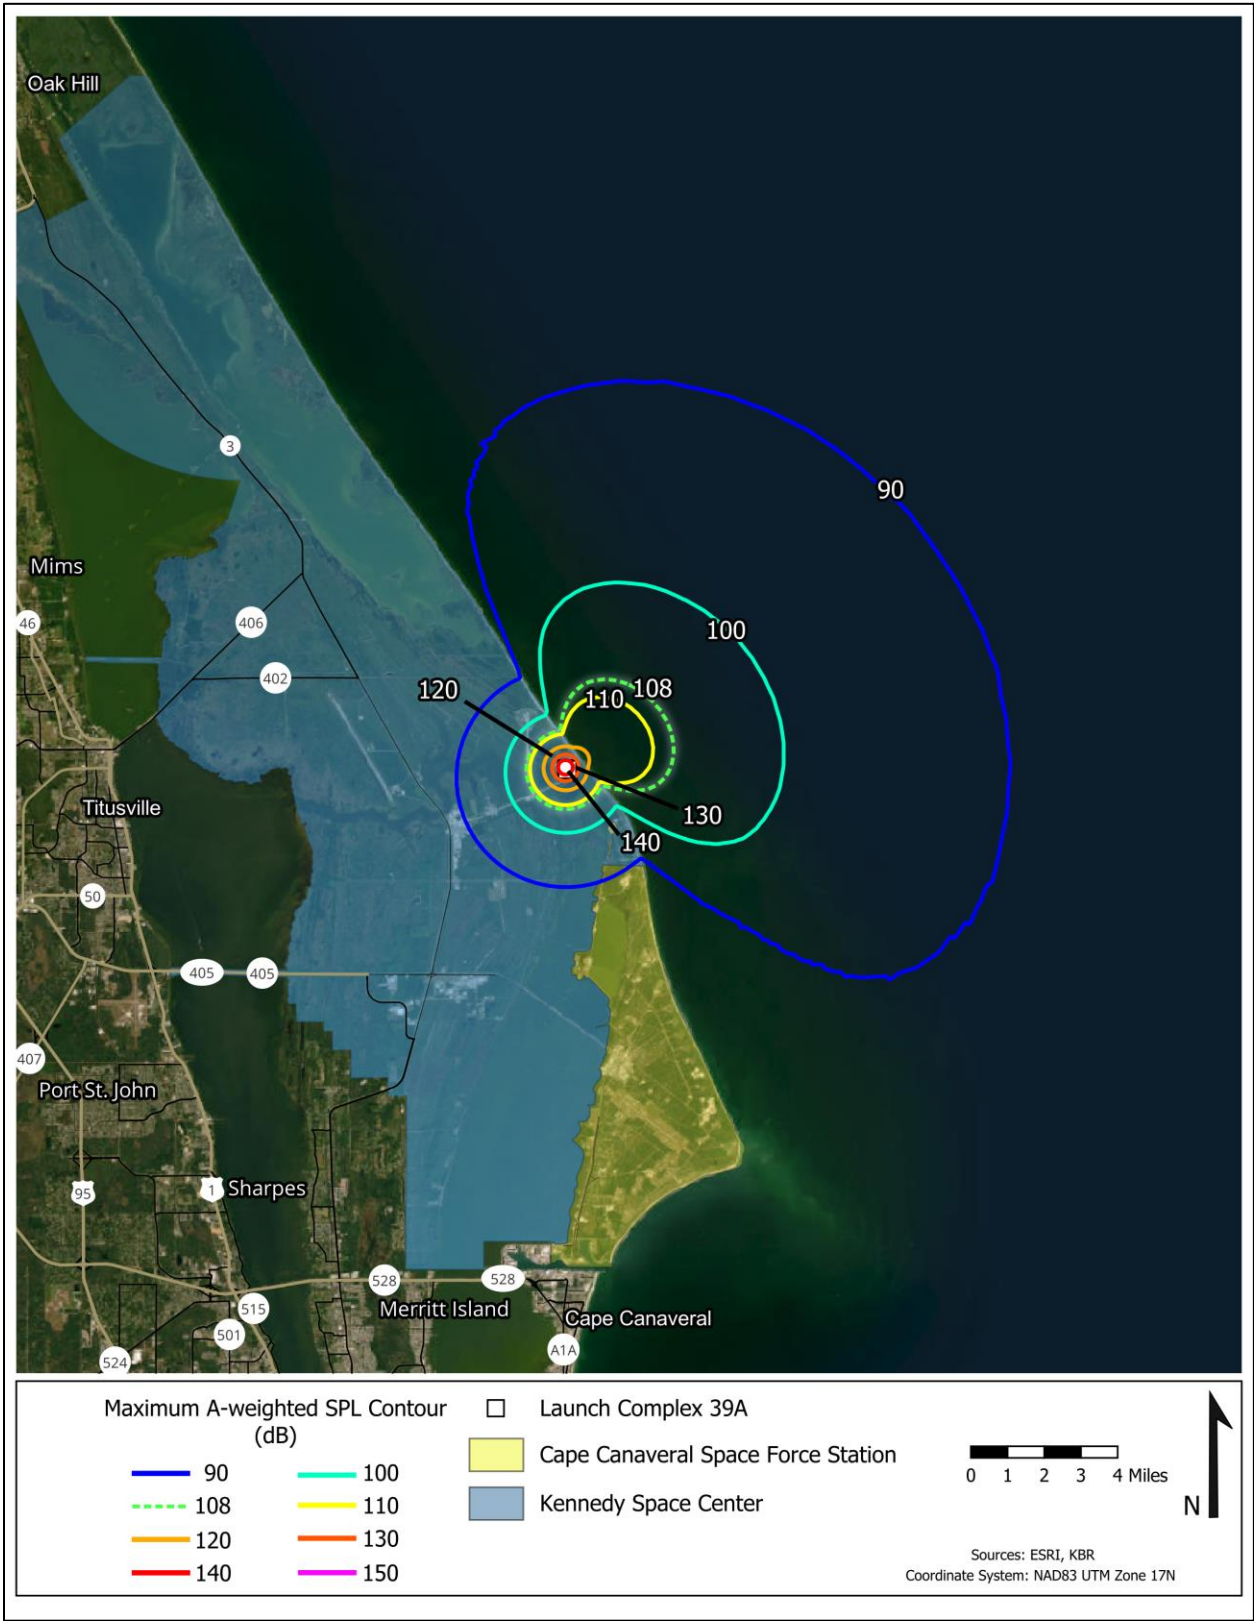 Oak Hill
3
90
Mims
46
406
100
402
120
108
110
Titusville
130
140
50
405
405
407
Port St. John
95
1
Sharpes
528
528
515
Merritt Island
Cape Canaveral
501
A1A
524
Maximum A-weighted SPL Contour
(dB)
90
100
108
110
120
130
140
150
Launch Complex 39A
Cape Canaveral Space Force Station
Kennedy Space Center
0 1 2 3 4 Miles
N
Sources: ESRI, KBR
Coordinate System: NAD83 UTM Zone 17N